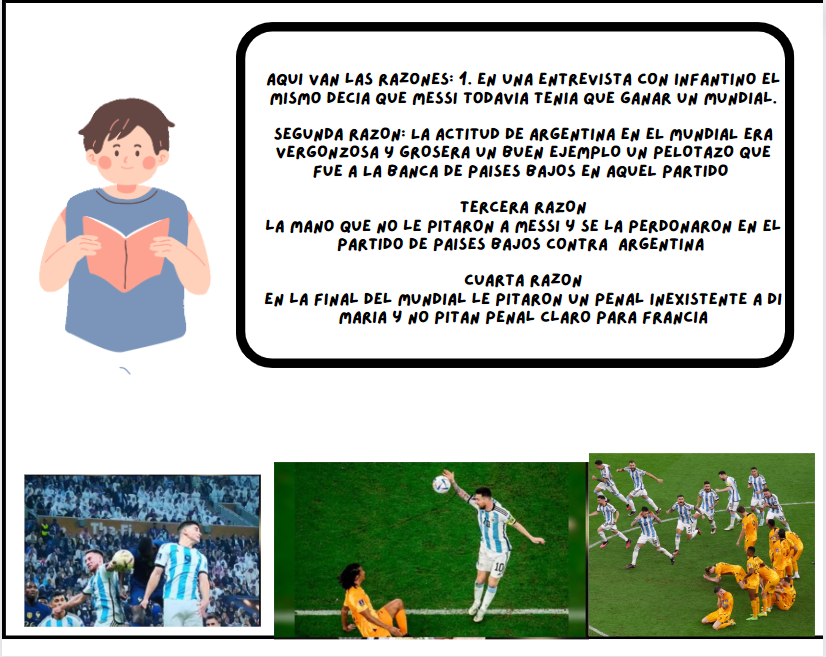 AQUI VAN LAS RAZONES: 1. EN UNA ENTREVISTA CON INFANTINO EL
MISMO DECIA QUE MESSI TODAVIA TENIA QUE GANAR UN MUNDIAL.
SEGUNDA RAZON: LA ACTITUD DE ARGENTINA EN EL MUNDIAL ERA
VERGONZOSA Y GROSERA UN BUEN EJEMPLO UN PELOTAZO QUE
FUE A LA BANCA DE PAISES BAJOS EN AQUEL PARTIDO
TERCERA RAZON
LA MANO QUE NO LE PITARON A MESSI Y SE LA PERDONARON EN EL
PARTIDO DE PAISES BAJOS CONTRA ARGENTINA
CUARTA RAZON
EN LA FINAL DEL MUNDIAL LE PITARON UN PENAL INEXISTENTE A DI
MARIA Y NO PITAN PENAL CLARO PARA FRANCIA
The Fi
9
10